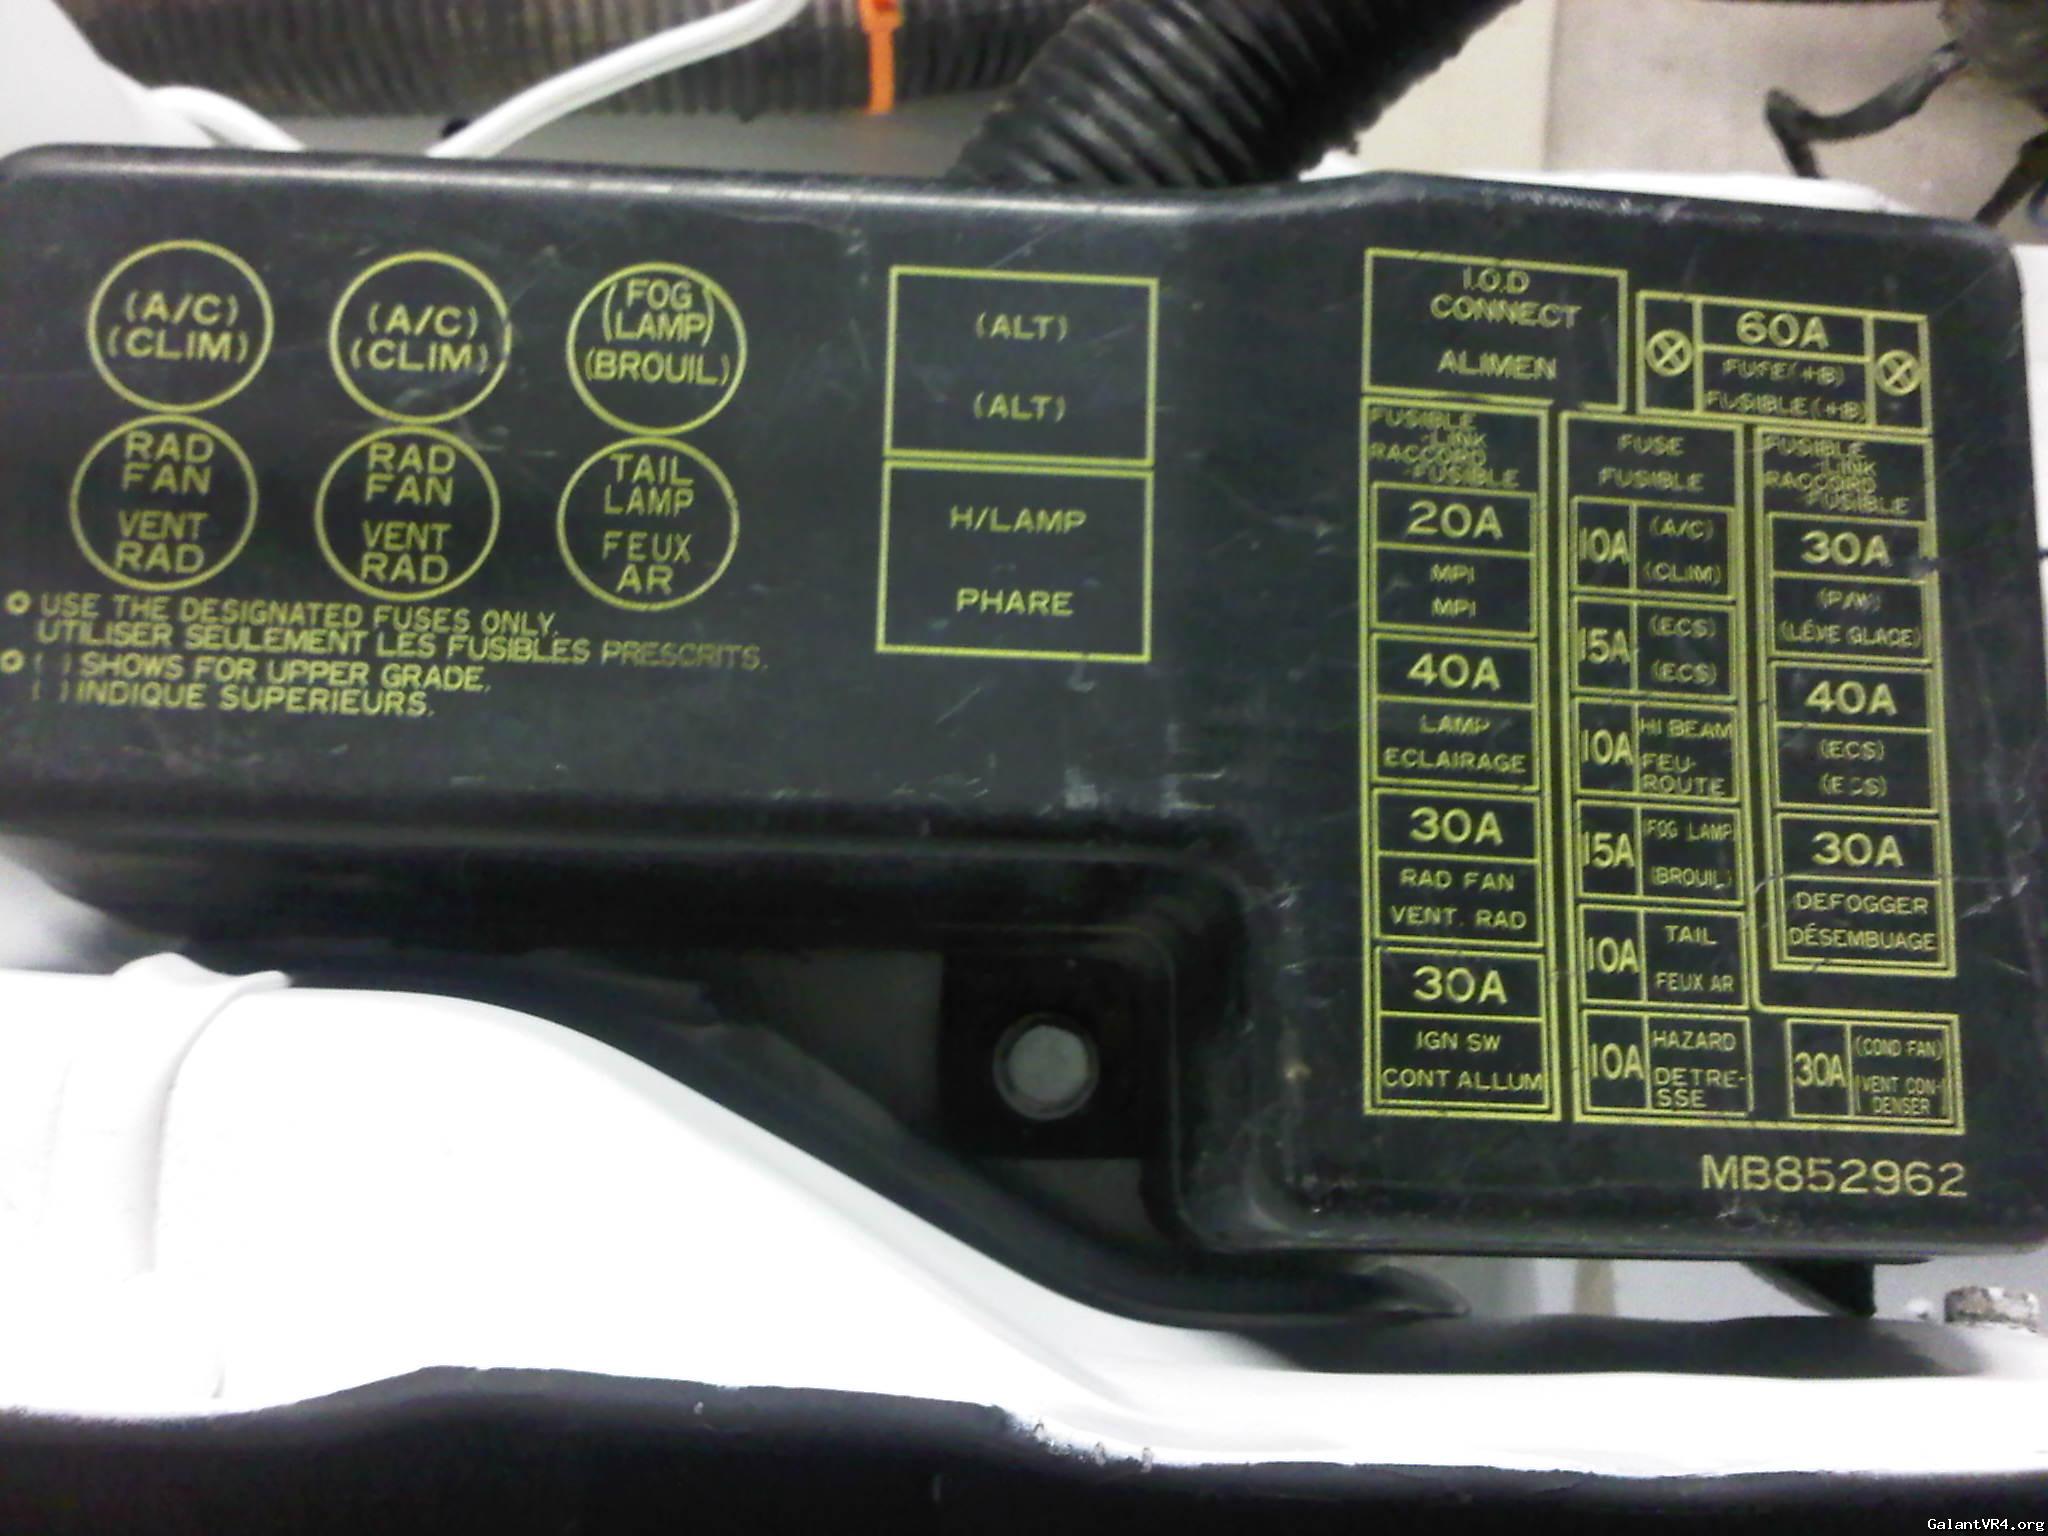 (A/C)
(CLIM)
(A/C)
(CLIM)
(FOG
LAMP)
(BROUIL)
RAD
FAN
VENT
RAD
RAD
FAN
VENT
RAD
TAIL
LAMP
FEUX
AR
USE THE DESIGNATED FUSES ONLY.
UTILISER SEULEMENT LES FUSIBLES PRESCRITS.
( ) SHOWS FOR UPPER GRADE.
( ) INDIQUE SUPERIEURS.
(ALT)
(ALT)
H/LAMP
PHARE
I.O.D
CONNECT
ALIMEN
60A
FUSE(+B)
FUSIBLE(+B)
FUSIBLE
-LINK
RACCORD
-FUSIBLE
20A
MPI
MPI
40A
LAMP
ECLAIRAGE
30A
RAD FAN
VENT. RAD
30A
IGN SW
CONT ALLUM
FUSE
FUSIBLE
10A
(A/C)
(CLIM)
15A
(ECS)
(ECS)
10A
HI BEAM
FEU-
ROUTE
15A
(FOG LAMP)
(BROUIL)
10A
TAIL
FEUX AR
10A
HAZARD
DETRE-
SSE
FUSIBLE
-LINK
RACCORD
-FUSIBLE
30A
(P/W)
(LÉVE GLACE)
40A
(ECS)
(ECS)
30A
DEFOGGER
DÉSEMBUAGE
30A
(COND FAN)
(VENT CON-
DENSER)
MB852962
GalantVR4.org